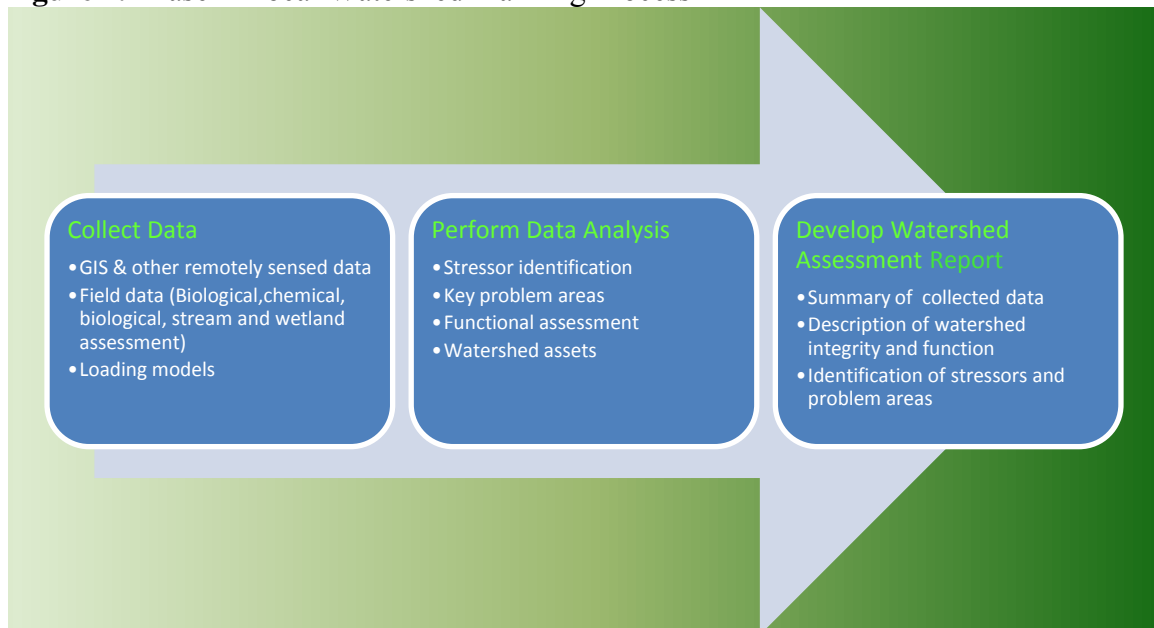 Collect Data
•GIS & other remotely sensed data
•Field data (Biological,chemical,
biological, stream and wetland
assessment)
•Loading models
Perform Data Analysis
•Stressor identification
•Key problem areas
•Functional assessment
•Watershed assets
Develop Watershed
Assessment Report
•Summary of collected data
•Description of watershed
integrity and function
•Identification of stressors and
problem areas